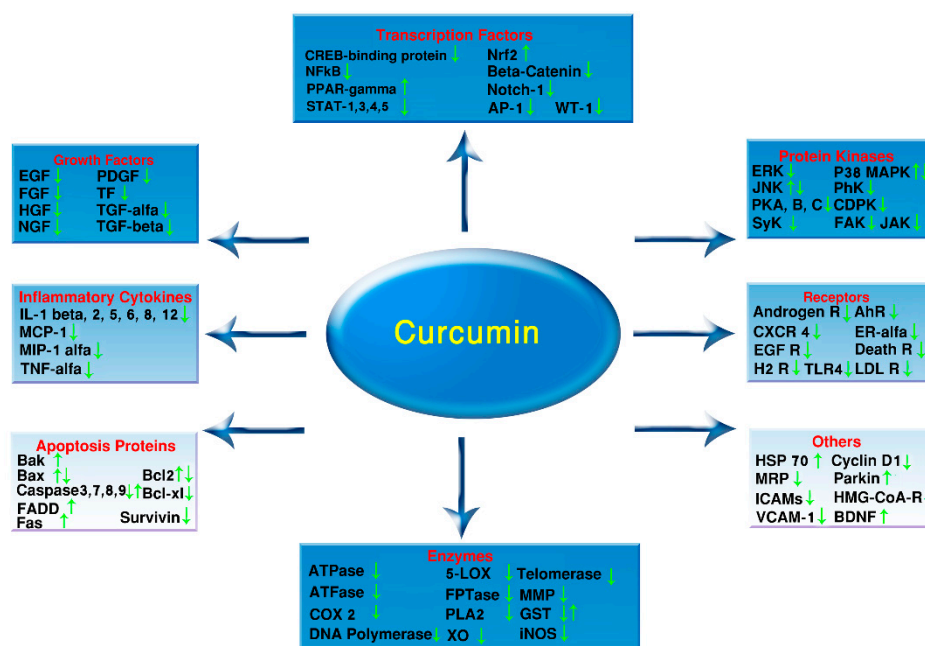 Transcription Factors
CREB-binding protein ↓ Nrf2 ↑
NFkB ↓ Beta-Catenin ↓
PPAR-gamma ↑ Notch-1 ↓
STAT-1,3,4,5 ↓ AP-1 ↓ WT-1 ↓
Growth Factors
EGF ↓ PDGF ↓
FGF ↓ TF ↓
HGF ↓ TGF-alfa ↓
NGF ↓ TGF-beta ↓
Protein Kinases
ERK ↓ P38 MAPK ↑↓
JNK ↑↓ PhK ↓
PKA, B, C ↓ CDPK ↓
SyK ↓ FAK ↓ JAK ↓
Inflammatory Cytokines
IL-1 beta, 2, 5, 6, 8, 12 ↓
MCP-1 ↓
MIP-1 alfa ↓
TNF-alfa ↓
Curcumin
Receptors
Androgen R ↓ AhR ↓
CXCR 4 ↓ ER-alfa ↓
EGF R ↓ Death R ↓
H2 R ↓ TLR4 ↓ LDL R ↓
Apoptosis Proteins
Bak ↑
Bax ↑↓ Bcl2 ↑↓
Caspase3,7,8,9 ↓↑ Bcl-xl ↓
FADD ↑
Fas ↑ Survivin ↓
Others
HSP 70 ↑ Cyclin D1 ↓
MRP ↓ Parkin ↑
ICAMs ↓ HMG-CoA-R ↓
VCAM-1 ↓ BDNF ↑
Enzymes
ATPase ↓ 5-LOX ↓ Telomerase ↓
ATFase ↓ FPTase ↓ MMP ↓
COX 2 ↓ PLA2 ↓ GST ↓↑
DNA Polymerase ↓ XO ↓ iNOS ↓